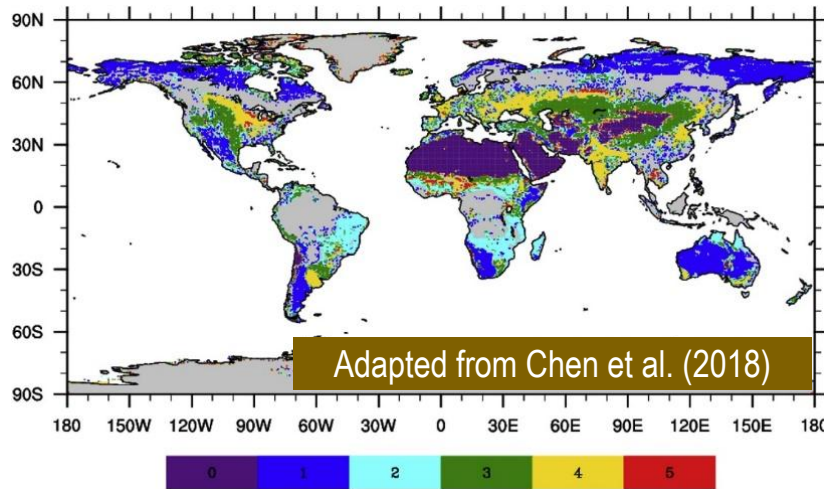 90N
60N
30N
0
30S
60S
90S
Adapted from Chen et al. (2018)
180 150W 120W 90W 60W 30W 0 30E 60E 90E 120E 150E 180
0 1 2 3 4 5